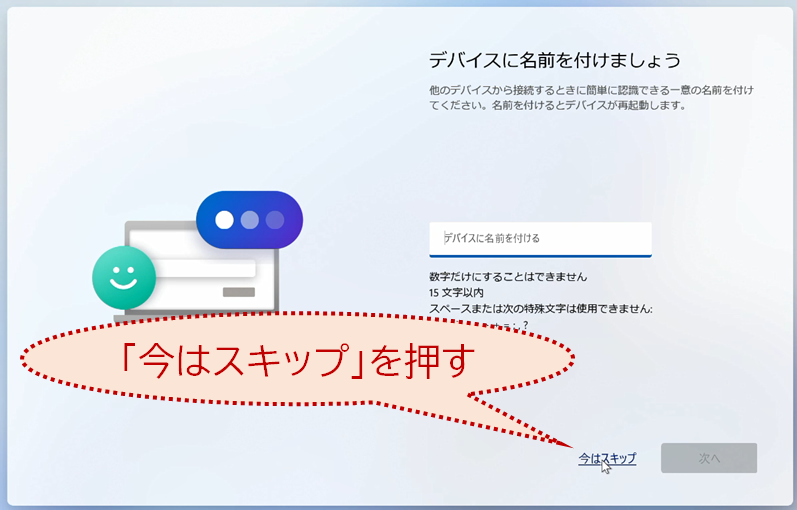 デバイスに名前を付けましょう
他のデバイスから接続するときに簡単に認識できる一意の名前を付け
てください。名前を付けるとデバイスが再起動します。
デバイスに名前を付ける
数字だけにすることはできません
15 文字以内
スペースまたは次の特殊文字は使用できません:
「今はスキップ」を押す
今はスキップ
次へ